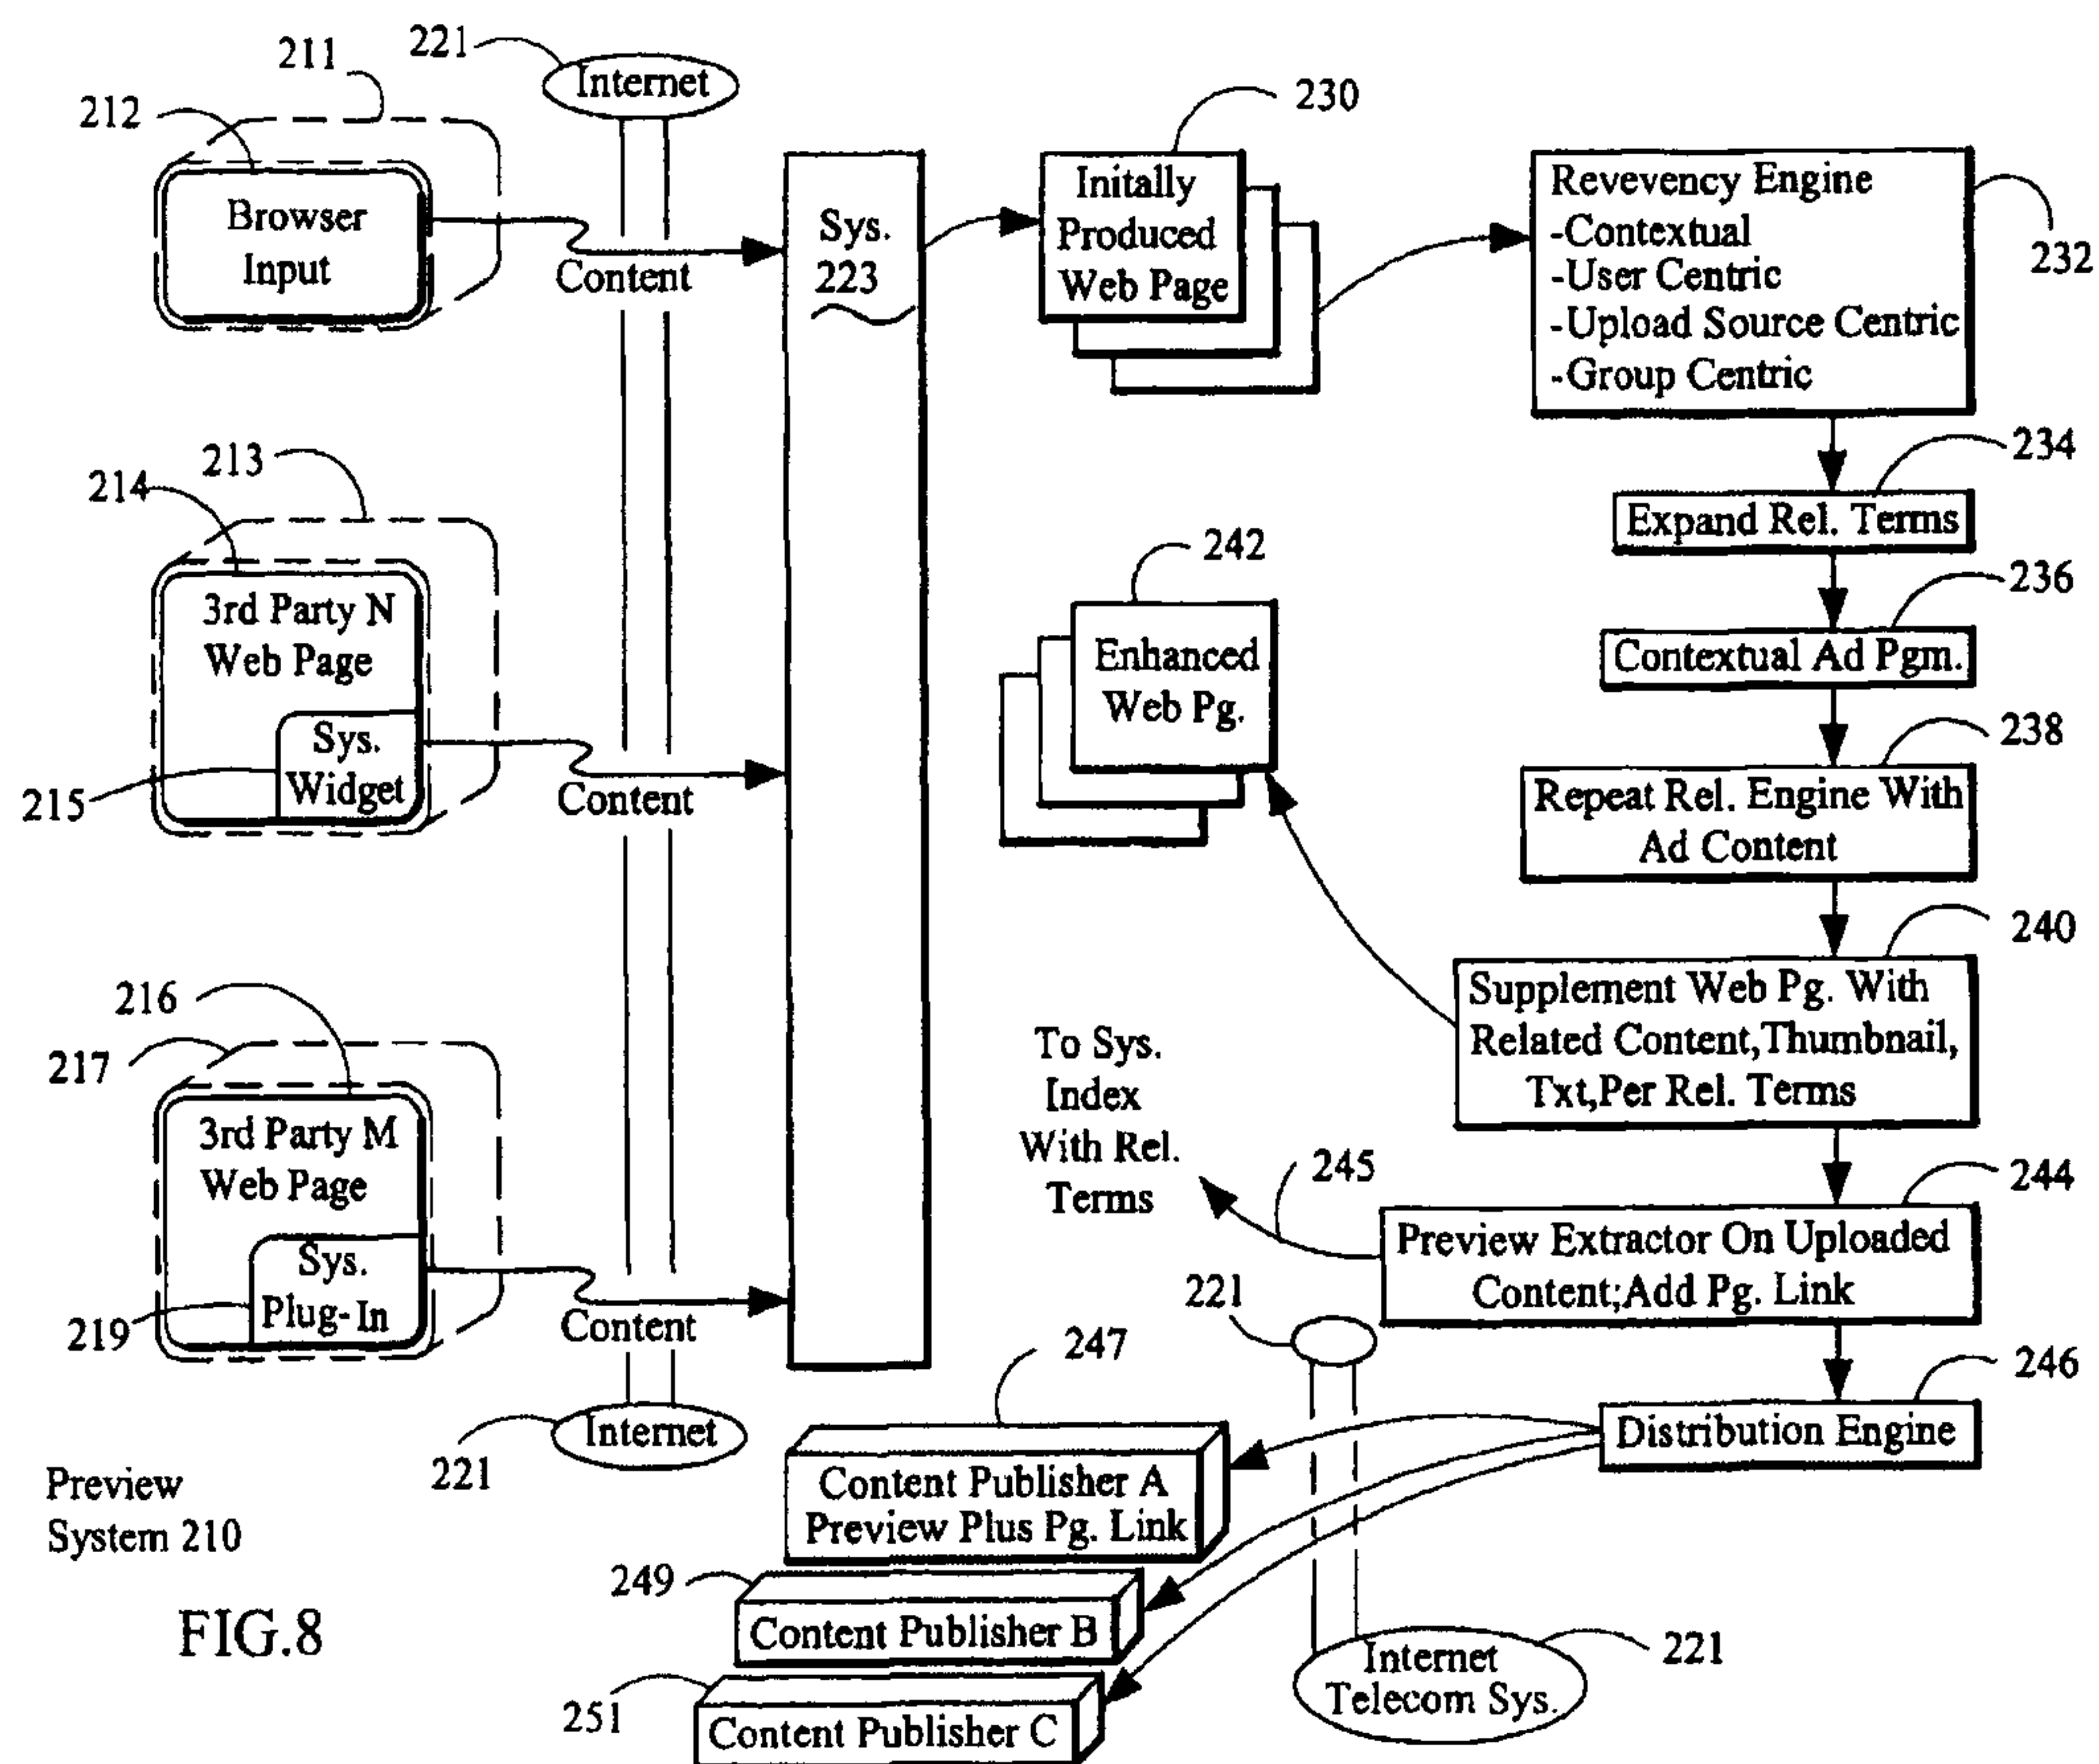 211
221
Internet
212
Browser
Input
Content
Sys.
223
230
Initally
Produced
Web Page
Revevency Engine
-Contextual
-User Centric
-Upload Source Centric
-Group Centric
232
234
Expand Rel. Terms
236
Contextual Ad Pgm.
238
Repeat Rel. Engine With
Ad Content
240
Supplement Web Pg. With
Related Content,Thumbnail,
Txt,Per Rel. Terms
242
Enhanced
Web Pg.
213
214
3rd Party N
Web Page
Sys.
Widget
215
Content
216
217
3rd Party M
Web Page
Sys.
Plug-In
219
Content
Internet
221
To Sys.
Index
With Rel.
Terms
245
244
Preview Extractor On Uploaded
Content;Add Pg. Link
246
Distribution Engine
221
247
Content Publisher A
Preview Plus Pg. Link
249
Content Publisher B
251
Content Publisher C
Internet
Telecom Sys.
221
Preview
System 210
FIG.8